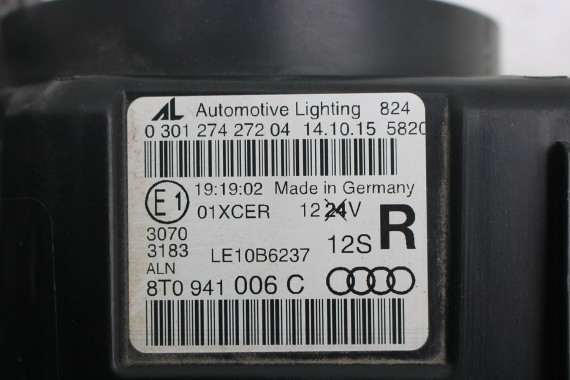 AL Automotive Lighting 824
0 301 274 272 04 14.10.15 5820
E1 19:19:02 Made in Germany
01XCER 12 24V
3070
3183 LE10B6237 12S R
ALN
8T0 941 006 C